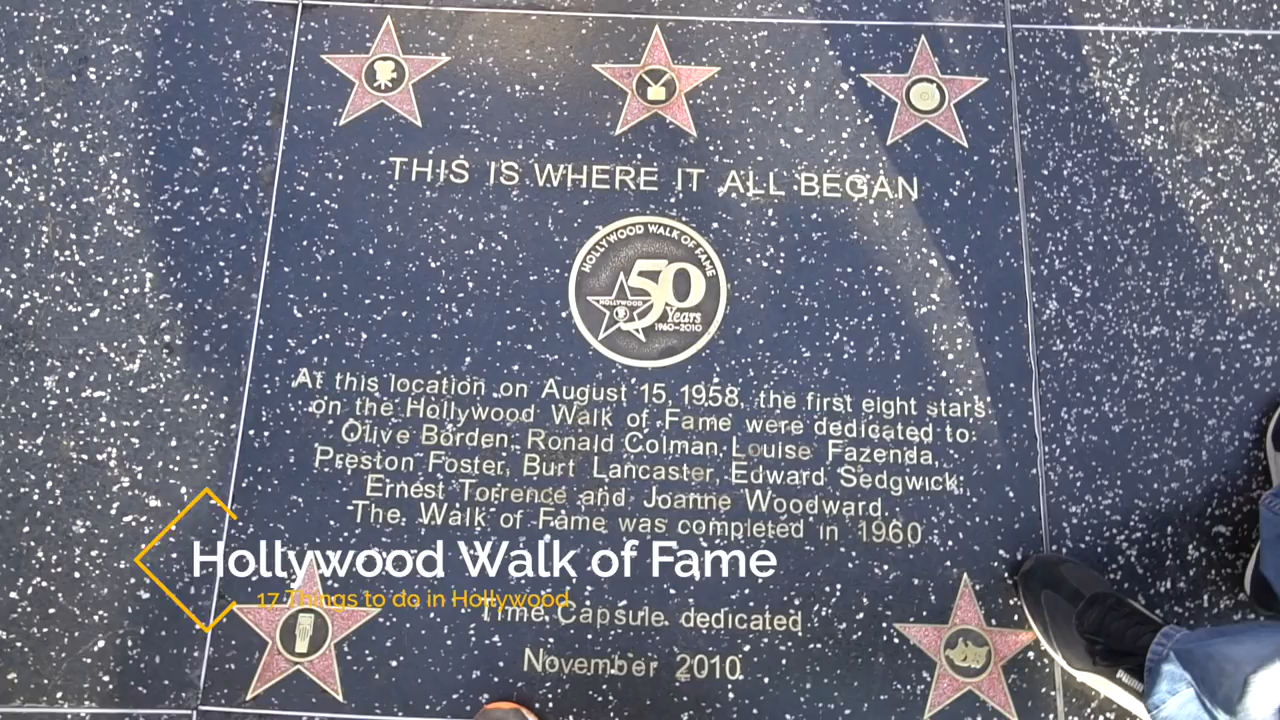 THIS IS WHERE IT ALL BEGAN
HOLLYWOOD WALK OF FAME
50
HOLLYWOOD
Years
1960-2010
At this location on August 15, 1958, the first eight stars
on the Hollywood Walk of Fame were dedicated to:
Olive Borden, Ronald Colman, Louise Fazenda,
Preston Foster, Burt Lancaster, Edward Sedgwick,
Ernest Torrence and Joanne Woodward.
The Walk of Fame was completed in 1960
Hollywood Walk of Fame
17 Things to do in Hollywood
Time Capsule dedicated
November 2010
PUMA